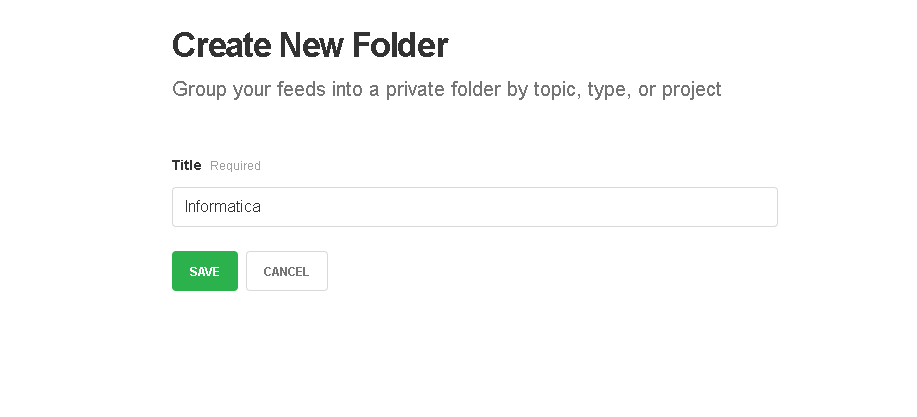 Create New Folder
Group your feeds into a private folder by topic, type, or project
Title Required
Informatica
SAVE CANCEL